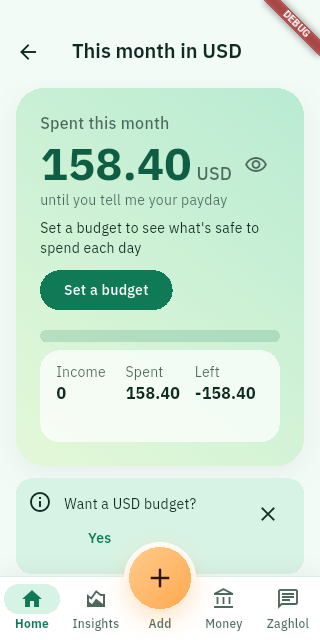 DEBUG
This month in USD
Spent this month
158.40 USD
until you tell me your payday
Set a budget to see what's safe to
spend each day
Set a budget
Income Spent Left
0 158.40 -158.40
Want a USD budget?
Yes
Home Insights Add Money Zaghlol